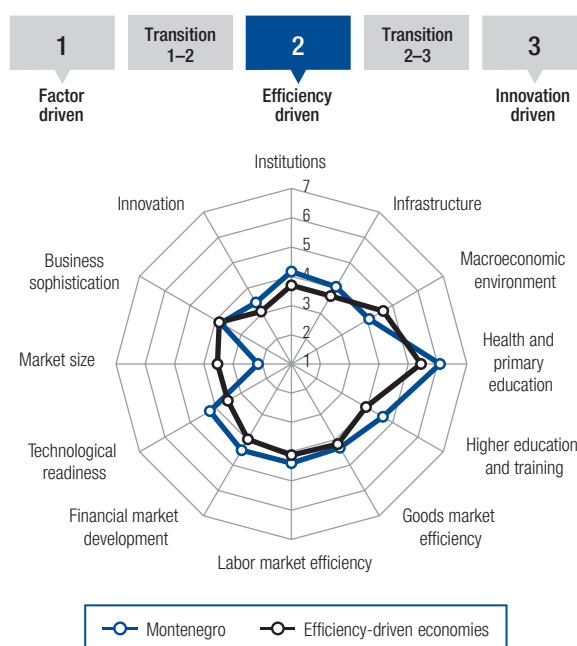 1
Transition
1–2
2
Transition
2–3
3
Factor
driven
Efficiency
driven
Innovation
driven
Institutions
7
Innovation
Infrastructure
6
5
Business
sophistication
Macroeconomic
environment
4
3
2
Market size
1
Health and
primary
education
Technological
readiness
Higher education
and training
Financial market
development
Goods market
efficiency
Labor market efficiency
Montenegro
Efficiency-driven economies